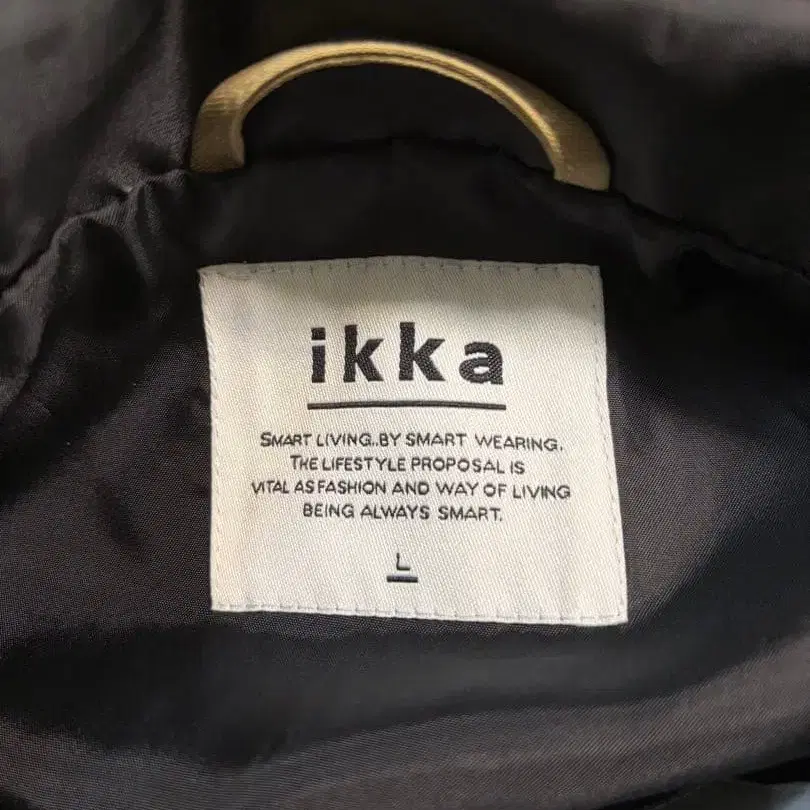 ikka
SMART LIVING..BY SMART WEARING.
THE LIFESTYLE PROPOSAL IS
VITAL AS FASHION AND WAY OF LIVING
BEING ALWAYS SMART.
L